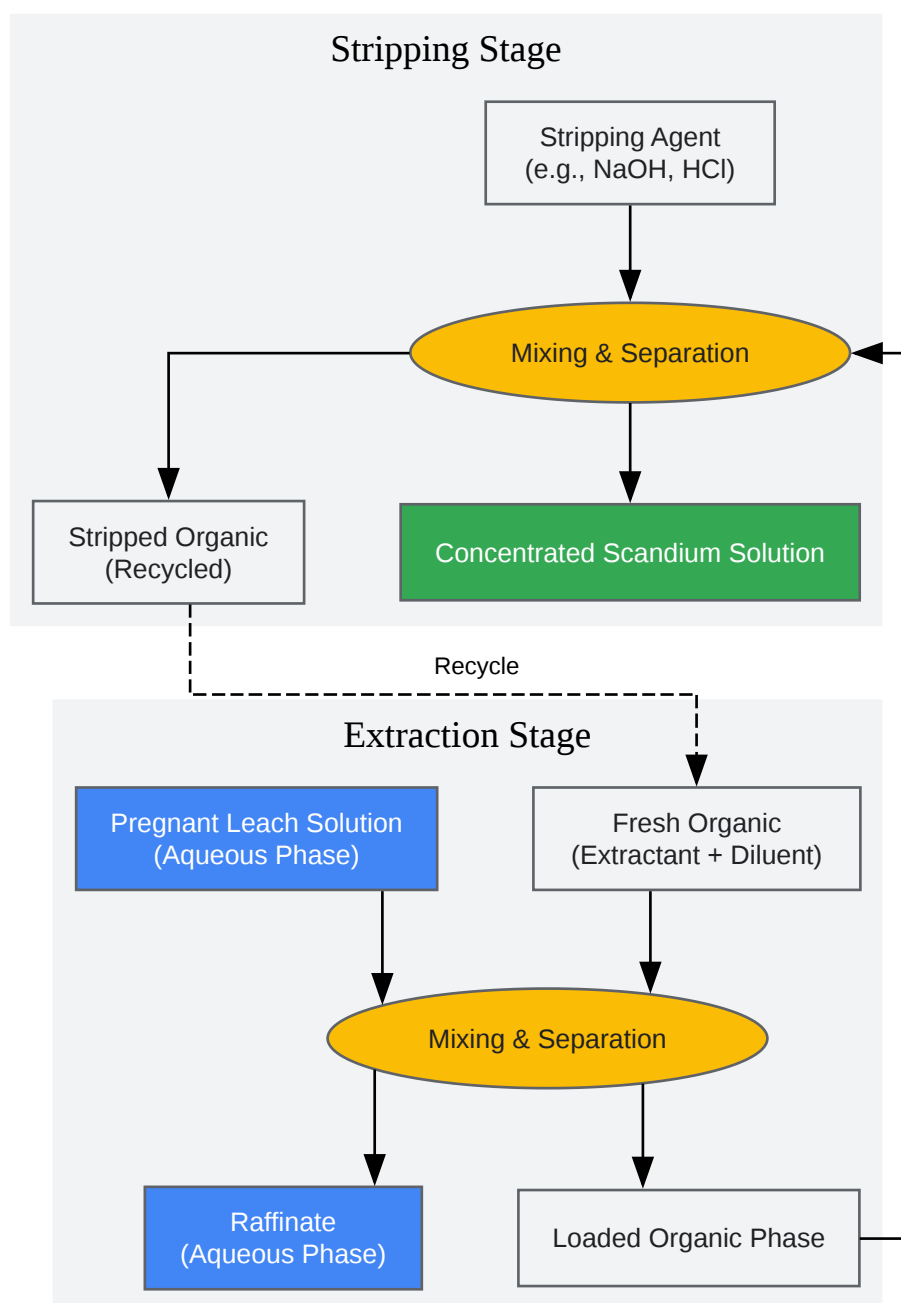 Stripping Stage
Stripping Agent
(e.g., NaOH, HCl)
Mixing & Separation
Stripped Organic
(Recycled)
Concentrated Scandium Solution
Recycle
Extraction Stage
Pregnant Leach Solution
(Aqueous Phase)
Fresh Organic
(Extractant + Diluent)
Mixing & Separation
Raffinate
(Aqueous Phase)
Loaded Organic Phase